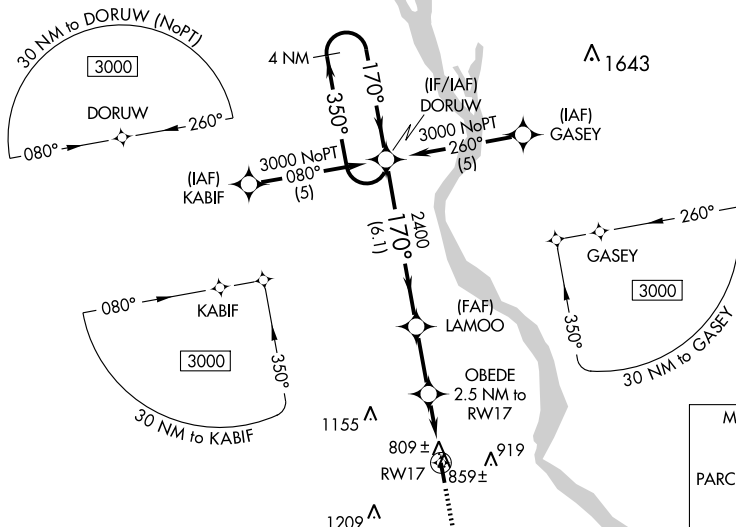 30 NM to DORUW (NoPT)
3000
DORUW
080°
260°
4 NM
350°
170°
(IF/IAF)
DORUW
1643
3000 NoPT
260°
(5)
(IAF)
GASEY
(IAF)
KABIF
3000 NoPT
080°
(5)
2400
170°
(6.1)
260°
GASEY
3000
350°
30 NM to GASEY
080°
KABIF
3000
350°
30 NM to KABIF
(FAF)
LAMOO
OBEDE
2.5 NM to
RW17
1155
809±
919
RW17
859±
1209
M
PARC